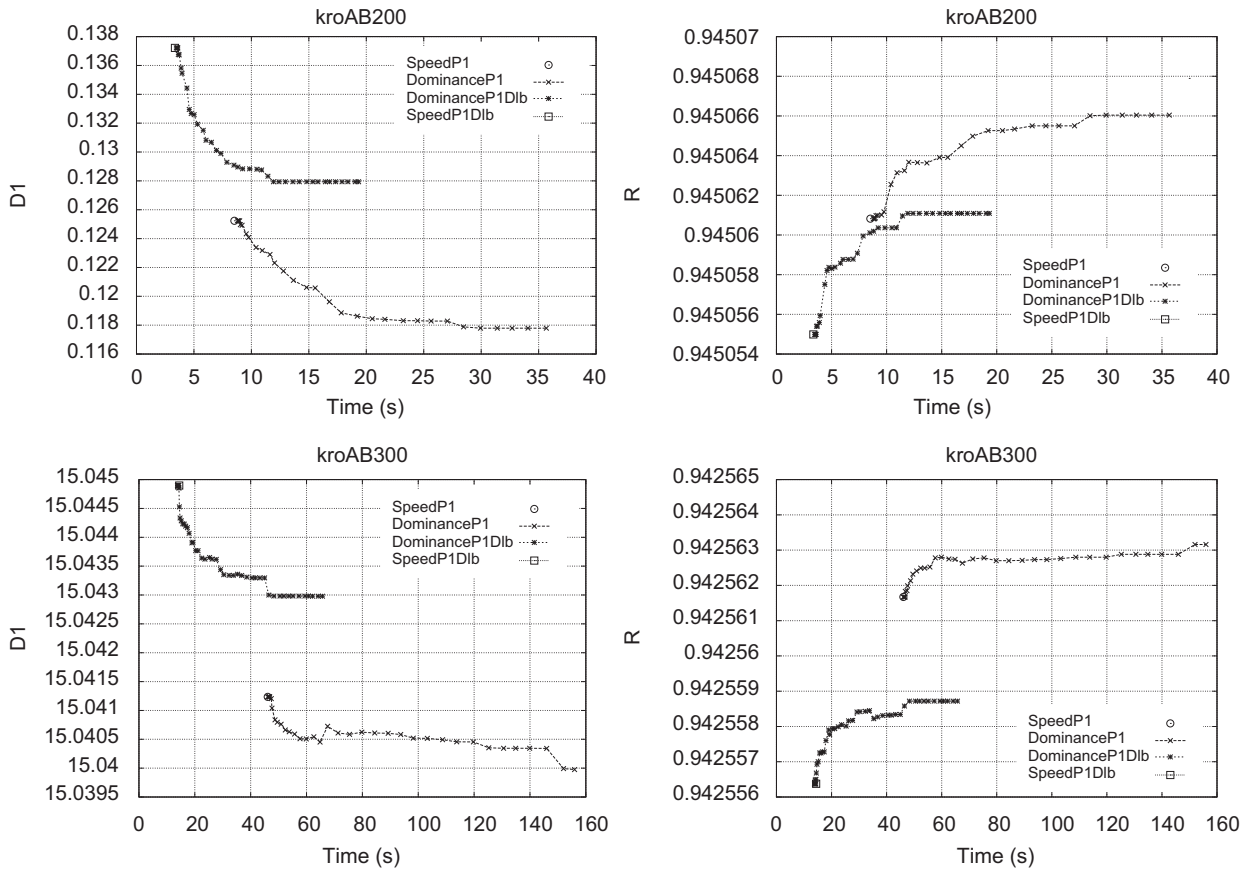 kroAB200
0.138
0.136
0.134
0.132
0.13
0.128
0.126
0.124
0.122
0.12
0.118
0.116
D1
SpeedP1
DominanceP1
DominanceP1Dlb
SpeedP1Dlb
0 5 10 15 20 25 30 35 40
Time (s)
kroAB200
0.94507
0.945068
0.945066
0.945064
0.945062
0.94506
0.945058
0.945056
0.945054
R
SpeedP1
DominanceP1
DominanceP1Dlb
SpeedP1Dlb
0 5 10 15 20 25 30 35 40
Time (s)
kroAB300
15.045
15.0445
15.044
15.0435
15.043
15.0425
15.042
15.0415
15.041
15.0405
15.04
15.0395
D1
SpeedP1
DominanceP1
DominanceP1Dlb
SpeedP1Dlb
0 20 40 60 80 100 120 140 160
Time (s)
kroAB300
0.942565
0.942564
0.942563
0.942562
0.942561
0.94256
0.942559
0.942558
0.942557
0.942556
R
SpeedP1
DominanceP1
DominanceP1Dlb
SpeedP1Dlb
0 20 40 60 80 100 120 140 160
Time (s)